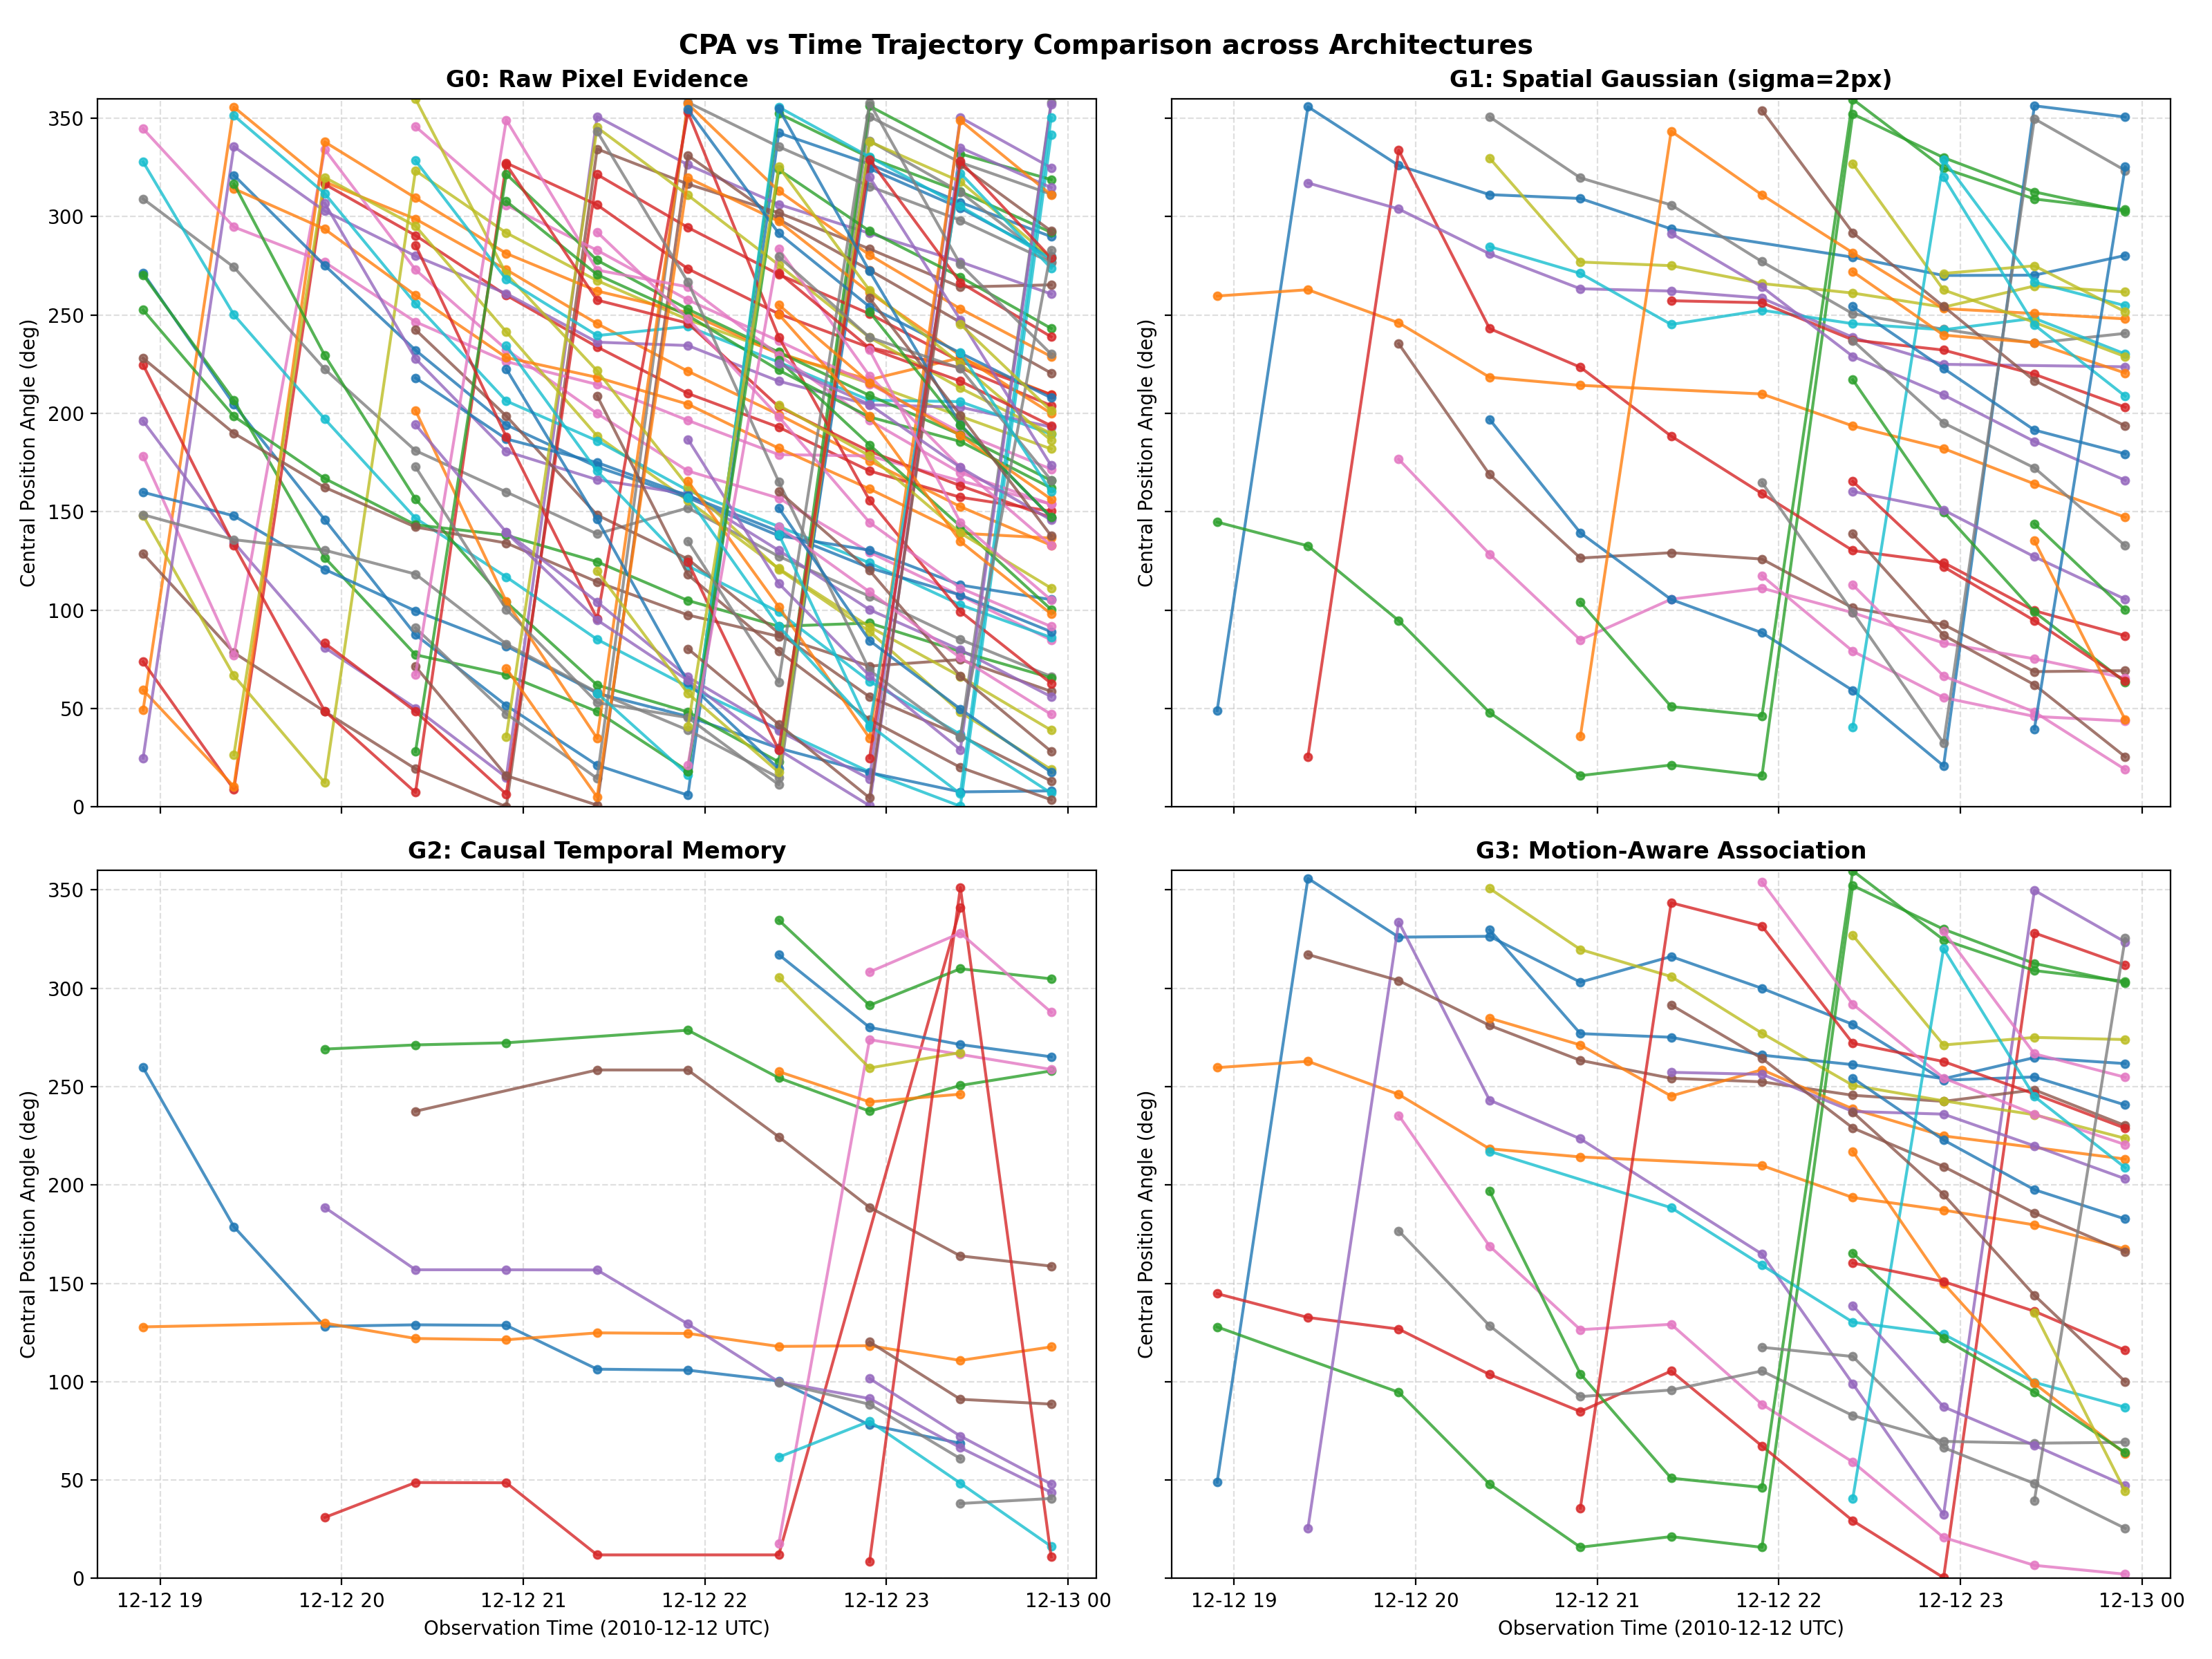 CPA vs Time Trajectory Comparison across Architectures
G0: Raw Pixel Evidence
G1: Spatial Gaussian (sigma=2px)
350
300
250
200
150
100
50
0
Central Position Angle (deg)
Central Position Angle (deg)
G2: Causal Temporal Memory
G3: Motion-Aware Association
350
300
250
200
150
100
50
0
Central Position Angle (deg)
Central Position Angle (deg)
12-12 19 12-12 20 12-12 21 12-12 22 12-12 23 12-13 00
12-12 19 12-12 20 12-12 21 12-12 22 12-12 23 12-13 00
Observation Time (2010-12-12 UTC)
Observation Time (2010-12-12 UTC)